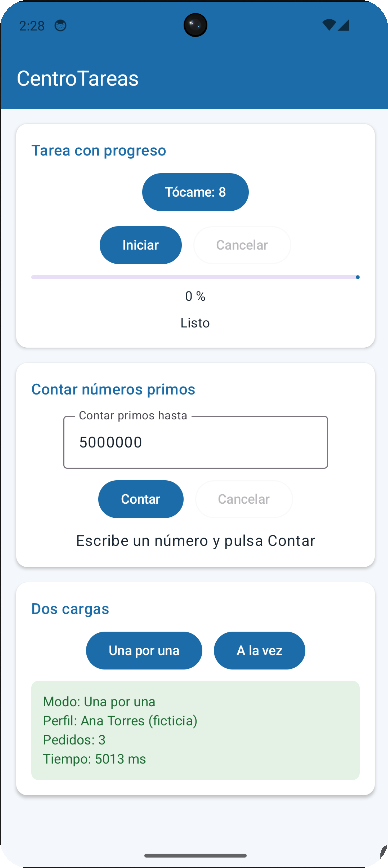 2:28
CentroTareas
Tarea con progreso
Tócame: 8
Iniciar
Cancelar
0 %
Listo
Contar números primos
Contar primos hasta
5000000
Contar
Cancelar
Escribe un número y pulsa Contar
Dos cargas
Una por una
A la vez
Modo: Una por una
Perfil: Ana Torres (ficticia)
Pedidos: 3
Tiempo: 5013 ms